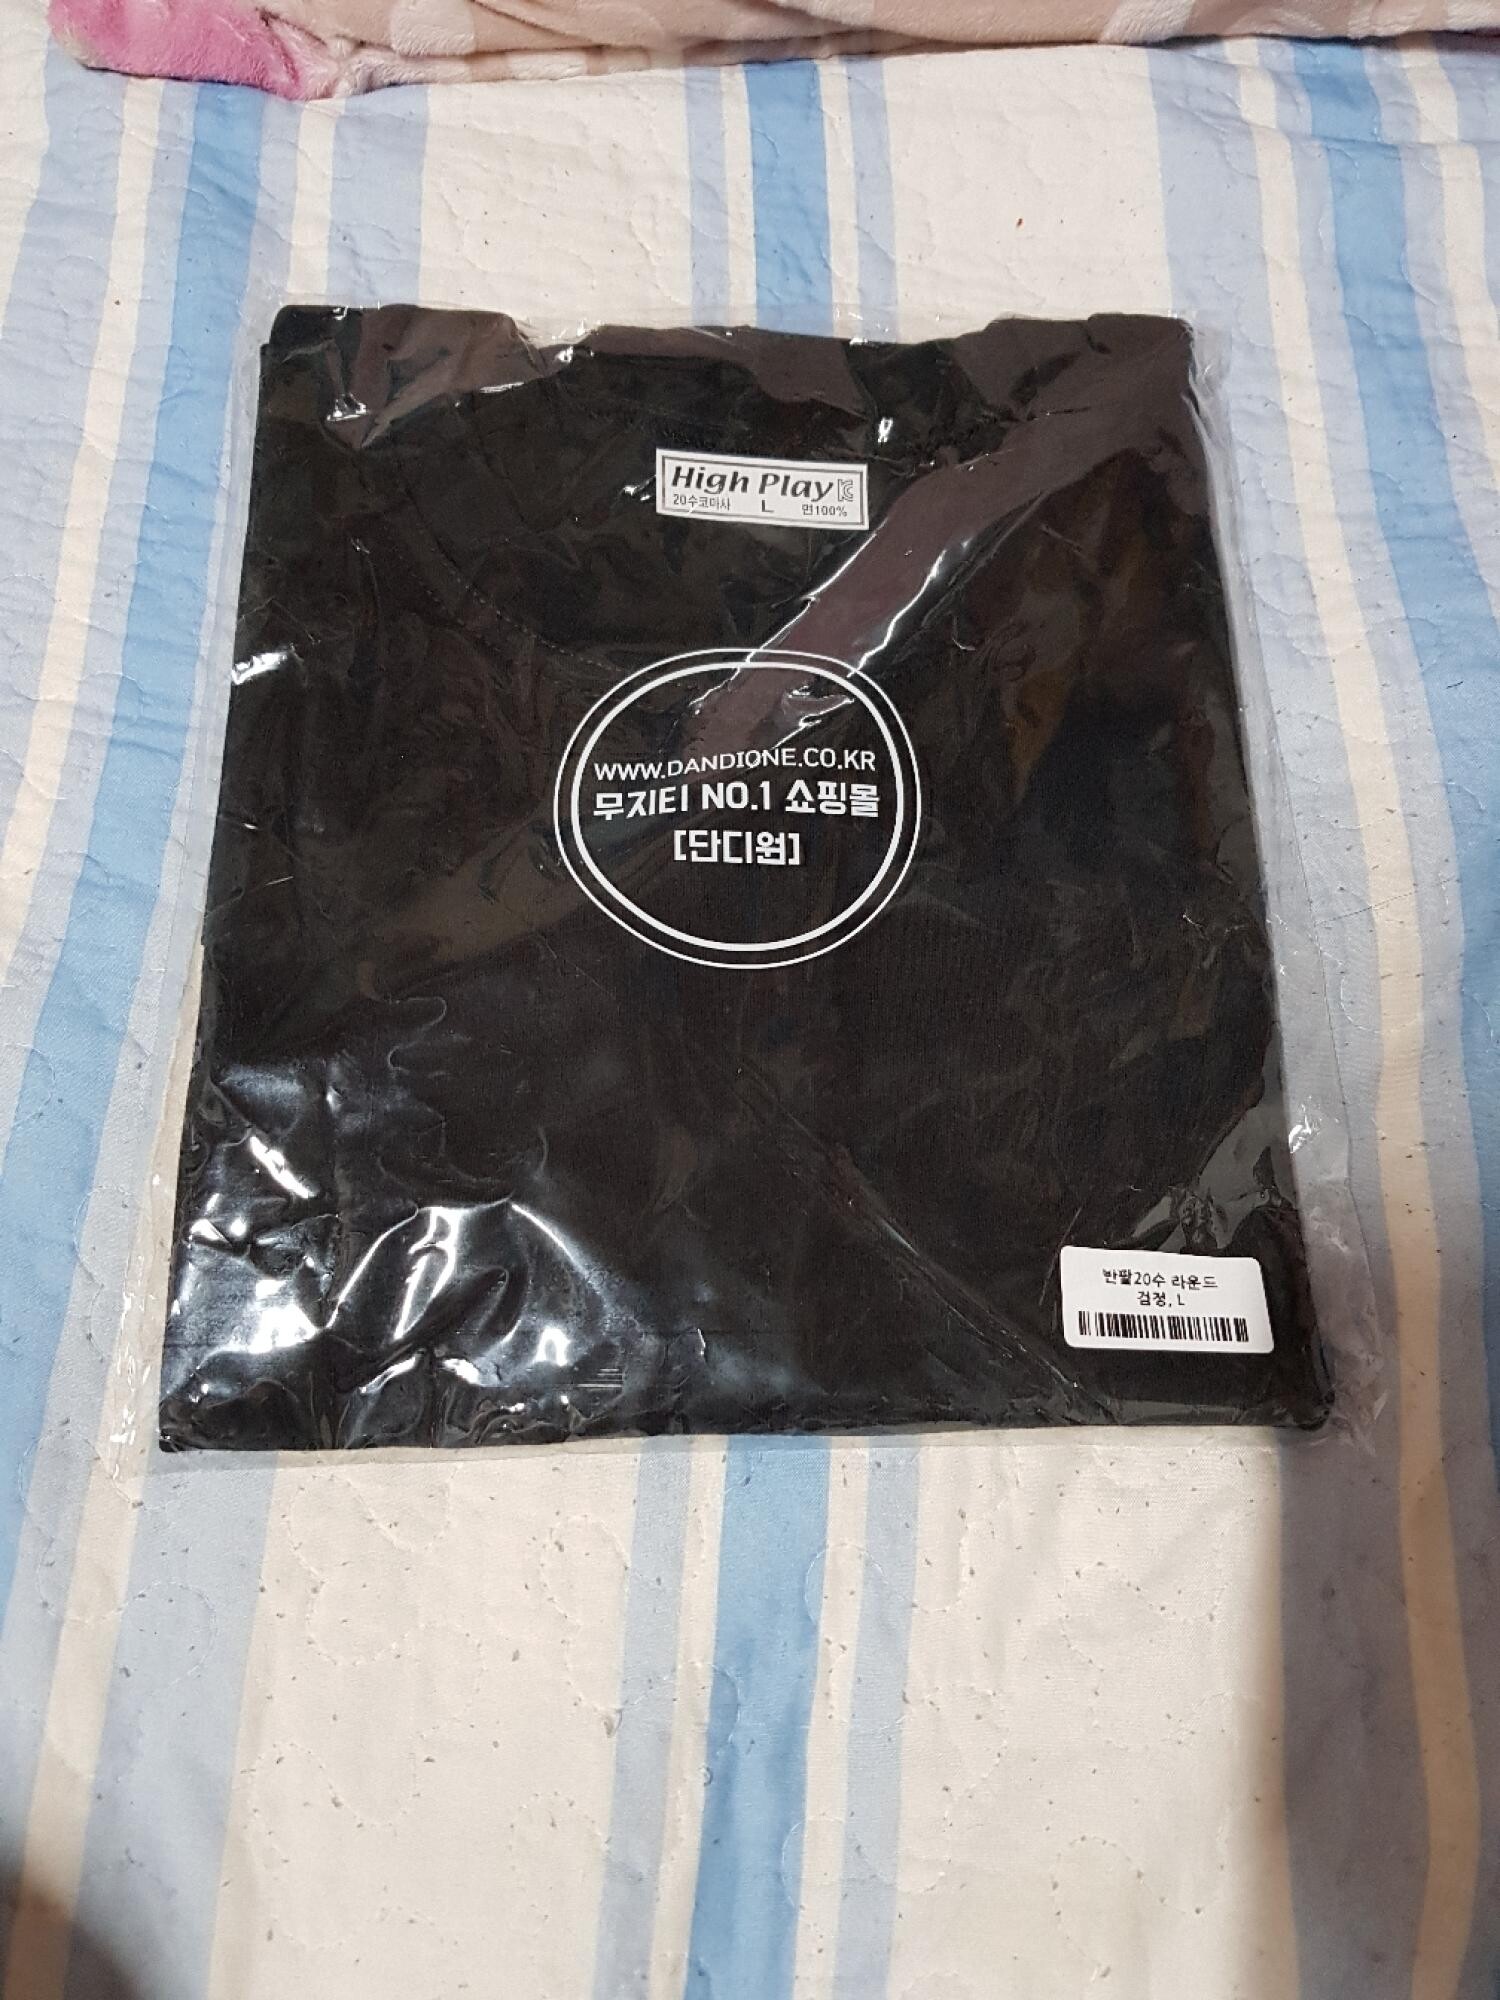 High Play
20수코마사 L 면100%
WWW.DANDIONE.CO.KR
무지티 NO.1 쇼핑몰
[단디원]
반팔20수 라운드
검정, L